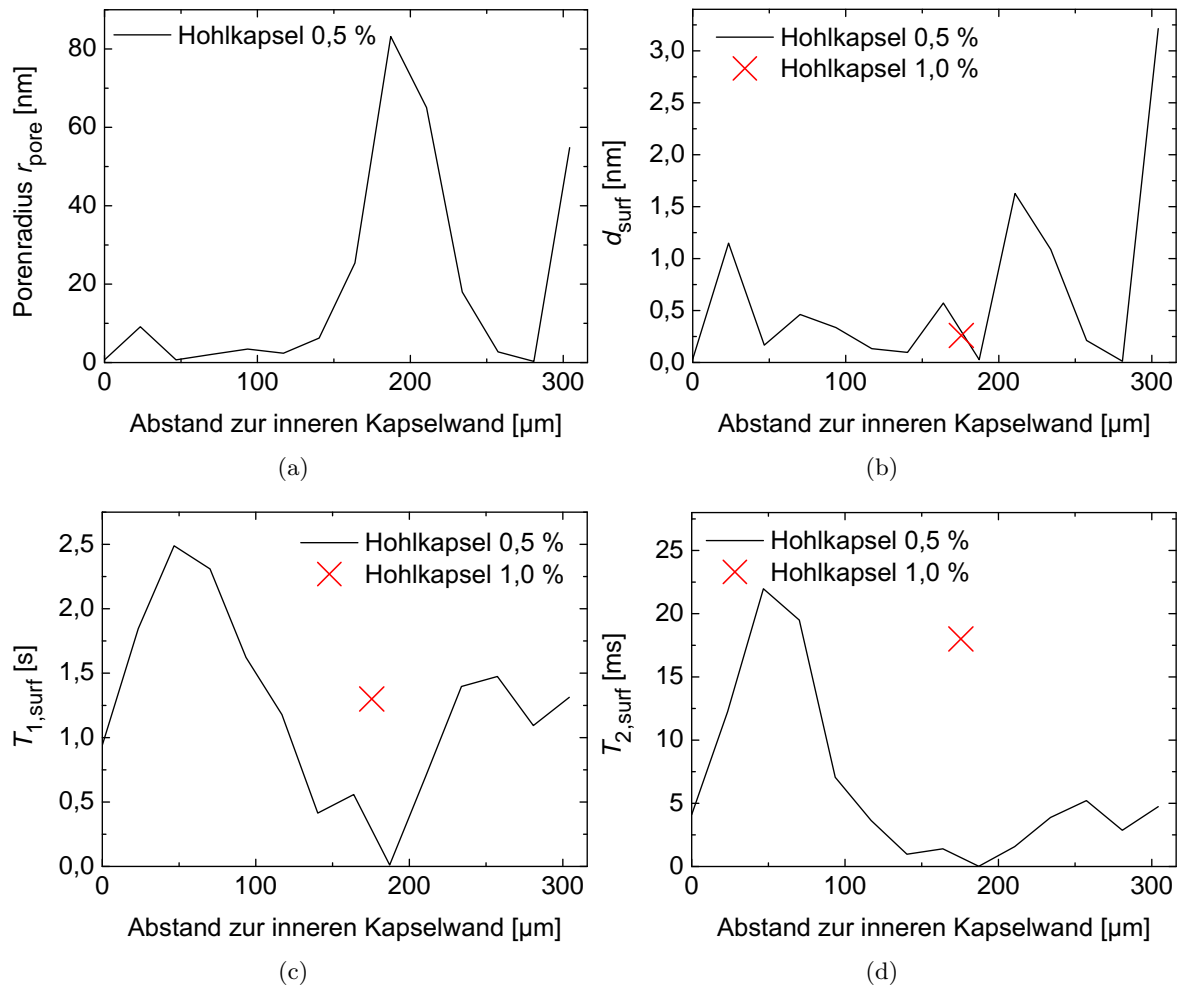 Hohlkapsel 0,5 %
80
60
40
20
0
Porenradius r_pore [nm]
0 100 200 300
Abstand zur inneren Kapselwand [µm]
(a)
Hohlkapsel 0,5 %
Hohlkapsel 1,0 %
3,0
2,5
2,0
1,5
1,0
0,5
0,0
d_surf [nm]
0 100 200 300
Abstand zur inneren Kapselwand [µm]
(b)
Hohlkapsel 0,5 %
Hohlkapsel 1,0 %
2,5
2,0
1,5
1,0
0,5
0,0
T_1,surf [s]
0 100 200 300
Abstand zur inneren Kapselwand [µm]
(c)
Hohlkapsel 0,5 %
Hohlkapsel 1,0 %
25
20
15
10
5
0
T_2,surf [ms]
0 100 200 300
Abstand zur inneren Kapselwand [µm]
(d)